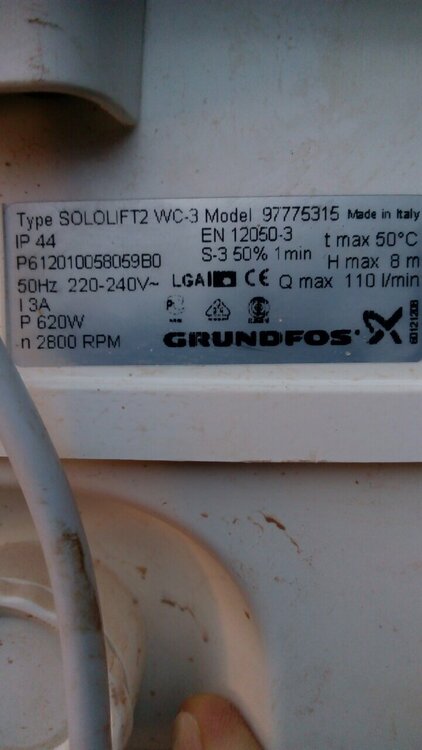 Type SOLOLIFT2 WC-3 Model 97775315 Made in Italy
IP 44 EN 12050-3 t max 50°C
P612010058059B0 S-3 50% 1min H max 8 m
50Hz 220-240V~ LGA CE Q max 110 l/min
I 3A
P 620W
n 2800 RPM GRUNDFOS